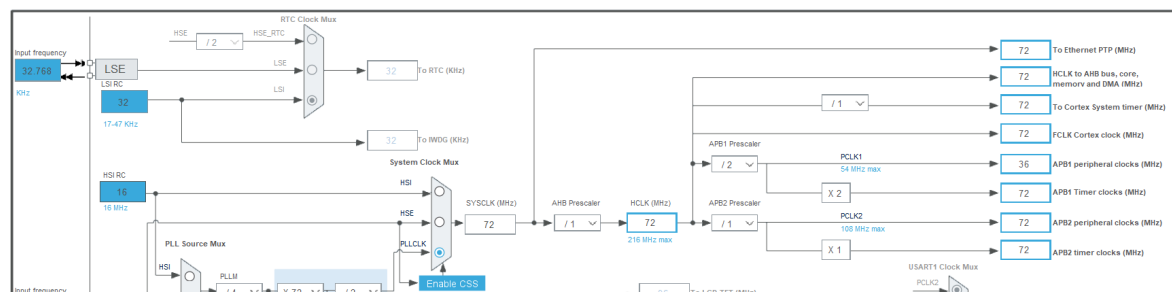 RTC Clock Mux
HSE
/ 2
HSE_RTC
Input frequency
32.768
KHz
LSE
LSE
32
To RTC (KHz)
LSI RC
32
17-47 KHz
LSI
32
To IWDG (KHz)
72
To Ethernet PTP (MHz)
72
HCLK to AHB bus, core,
memory and DMA (MHz)
/ 1
72
To Cortex System timer (MHz)
72
FCLK Cortex clock (MHz)
System Clock Mux
HSI RC
16
16 MHz
HSI
HSE
PLLCLK
Enable CSS
SYSCLK (MHz)
72
AHB Prescaler
/ 1
HCLK (MHz)
72
216 MHz max
APB1 Prescaler
/ 2
PCLK1
54 MHz max
36
APB1 peripheral clocks (MHz)
X 2
72
APB1 Timer clocks (MHz)
APB2 Prescaler
/ 1
PCLK2
108 MHz max
72
APB2 peripheral clocks (MHz)
X 1
72
APB2 timer clocks (MHz)
PLL Source Mux
HSI
PLLM
/ 4
X 72
/ 2
USART1 Clock Mux
PCLK2
Input frequency